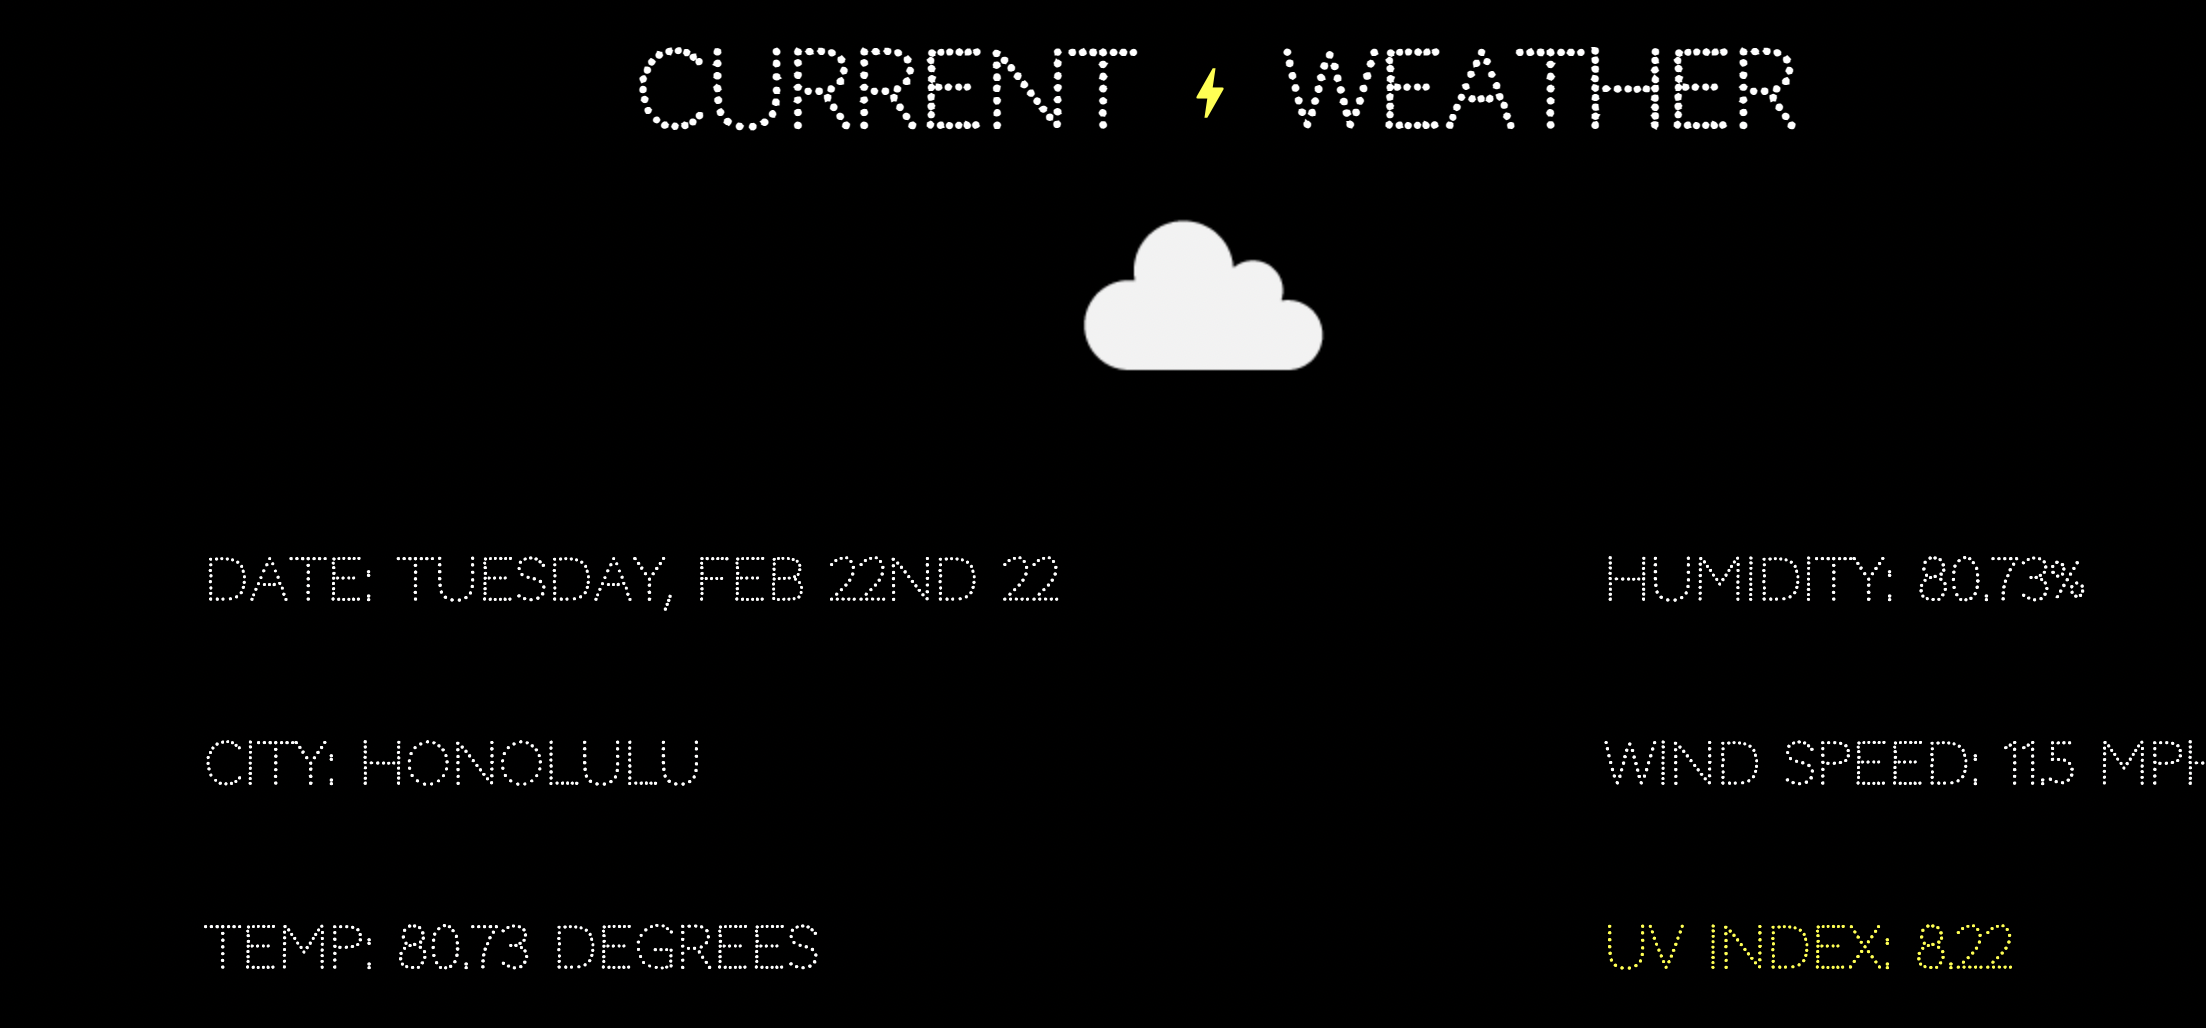 CURRENT ⚡ WEATHER
DATE: TUESDAY, FEB 22ND 22
HUMIDITY: 80.73%
CITY: HONOLULU
WIND SPEED: 11.5 MPH
TEMP: 80.73 DEGREES
UV INDEX: 8.22